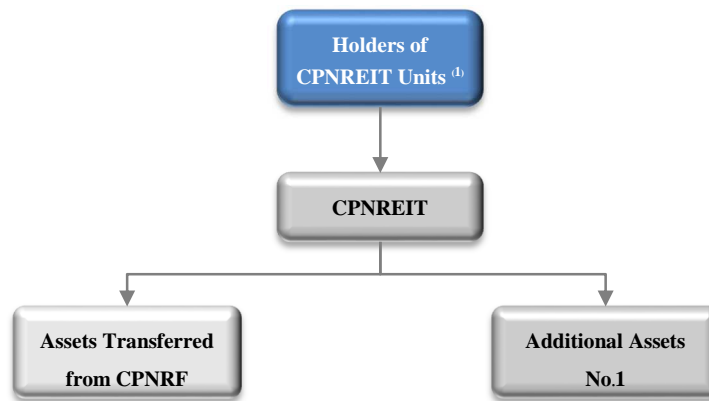 Holders of
CPNREIT Units (1)
CPNREIT
Assets Transferred
from CPNRF
Additional Assets
No.1